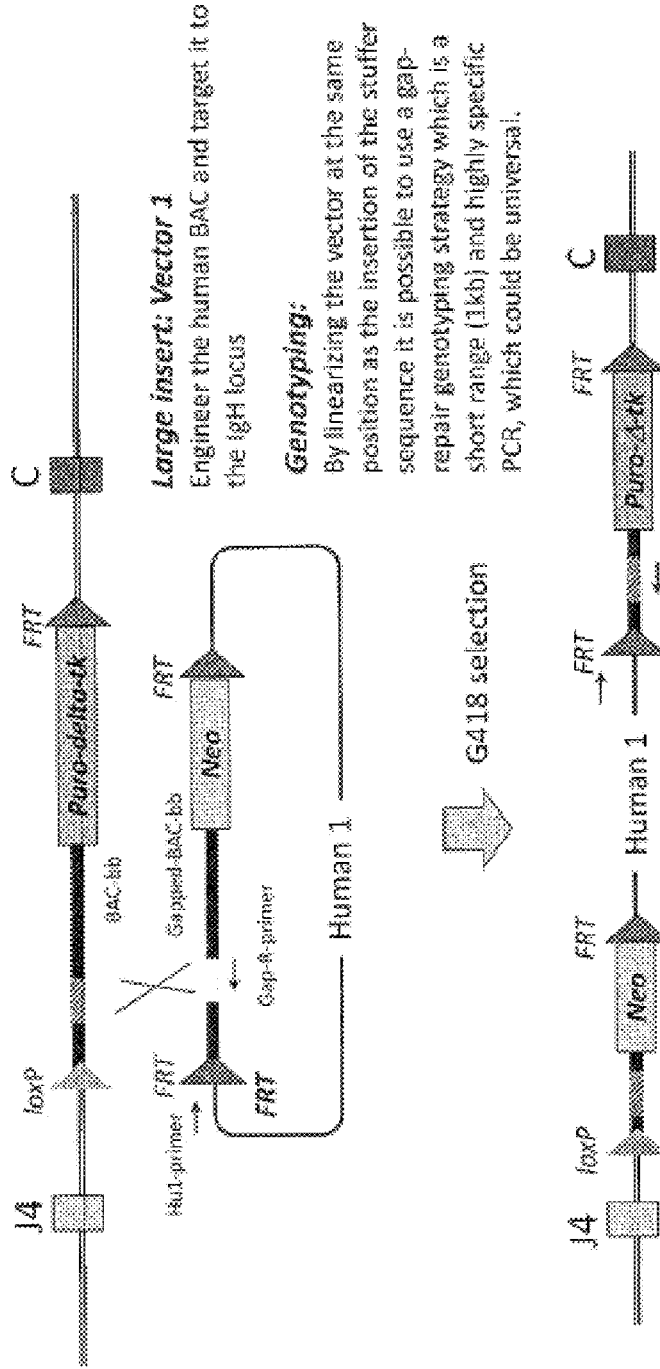 J4
loxP
BAC-bb
Puro-delta-tk
FRT
C
Hu1-primer
FRT
FRT
Gap-R-primer
Gapped-BAC-bb
Neo
FRT
Human 1
Large insert: Vector 1
Engineer the human BAC and target it to
the IgH locus
Genotyping:
By linearizing the vector at the same
position as the insertion of the stuffer
sequence it is possible to use a gap-
repair genotyping strategy which is a
short range (1kb) and highly specific
PCR, which could be universal.
G418 selection
J4
loxP
Neo
FRT
Human 1
FRT
Puro-Δ-tk
FRT
C